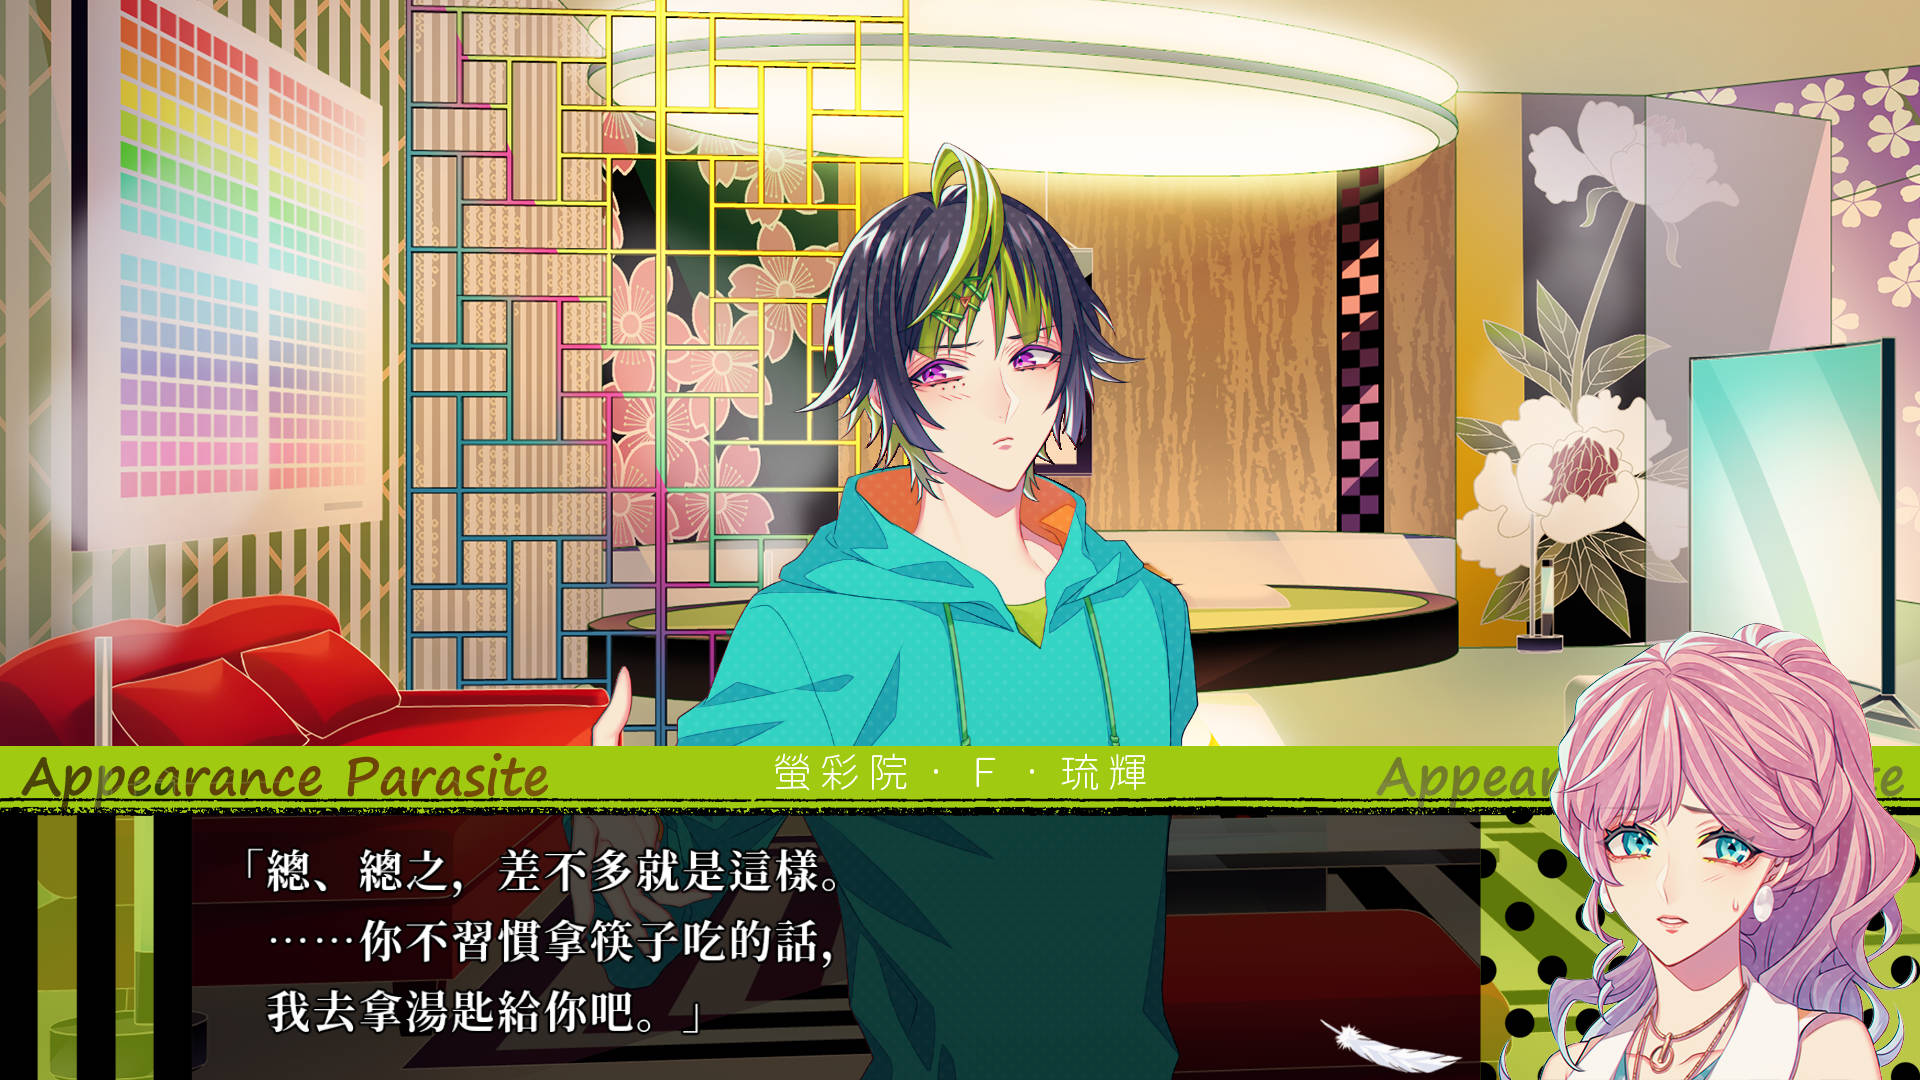 Appearance Parasite
螢彩院・F・琉輝
Appear
te
「總、總之，差不多就是這樣。
……你不習慣拿筷子吃的話，
我去拿湯匙給你吧。」